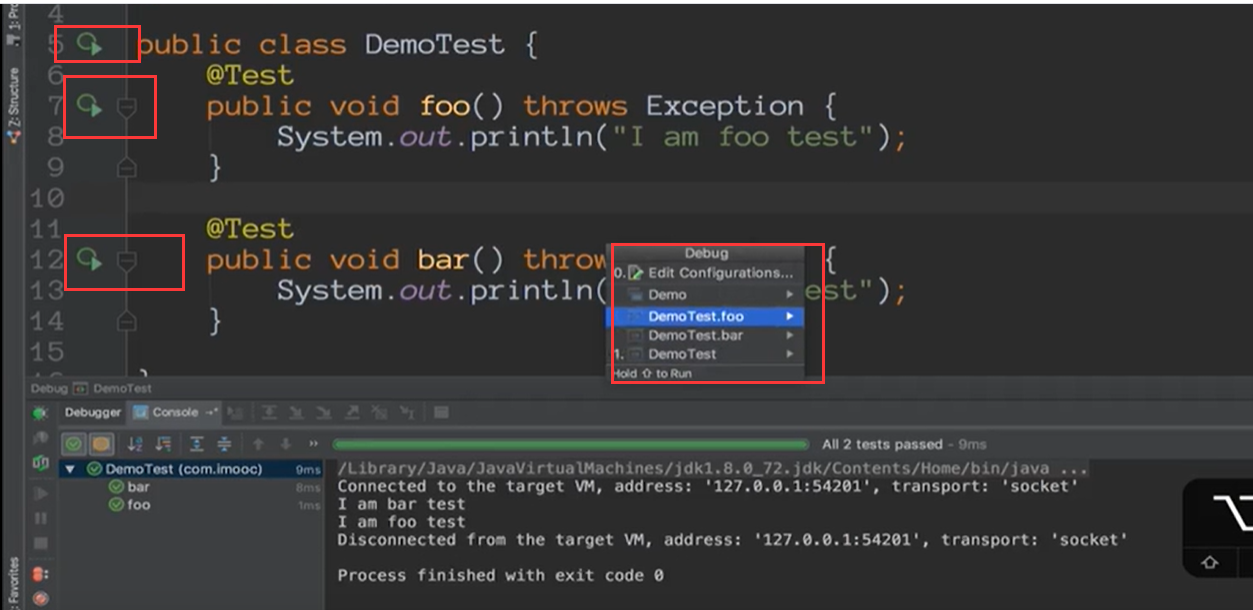 1: Pro
Z: Structure
4
5 public class DemoTest {
6 @Test
7 public void foo() throws Exception {
8 System.out.println("I am foo test");
9 }
10
11 @Test
12 public void bar() throw {
13 System.out.println( est");
14 }
15
}
Debug
0. Edit Configurations...
Demo
DemoTest.foo
DemoTest.bar
1. DemoTest
Hold ⇧ to Run
Debug DemoTest
Debugger Console
All 2 tests passed - 9ms
DemoTest (com.imooc) 9ms
bar 8ms
foo 1ms
/Library/Java/JavaVirtualMachines/jdk1.8.0_72.jdk/Contents/Home/bin/java ...
Connected to the target VM, address: '127.0.0.1:54201', transport: 'socket'
I am bar test
I am foo test
Disconnected from the target VM, address: '127.0.0.1:54201', transport: 'socket'
Process finished with exit code 0
: Favorites